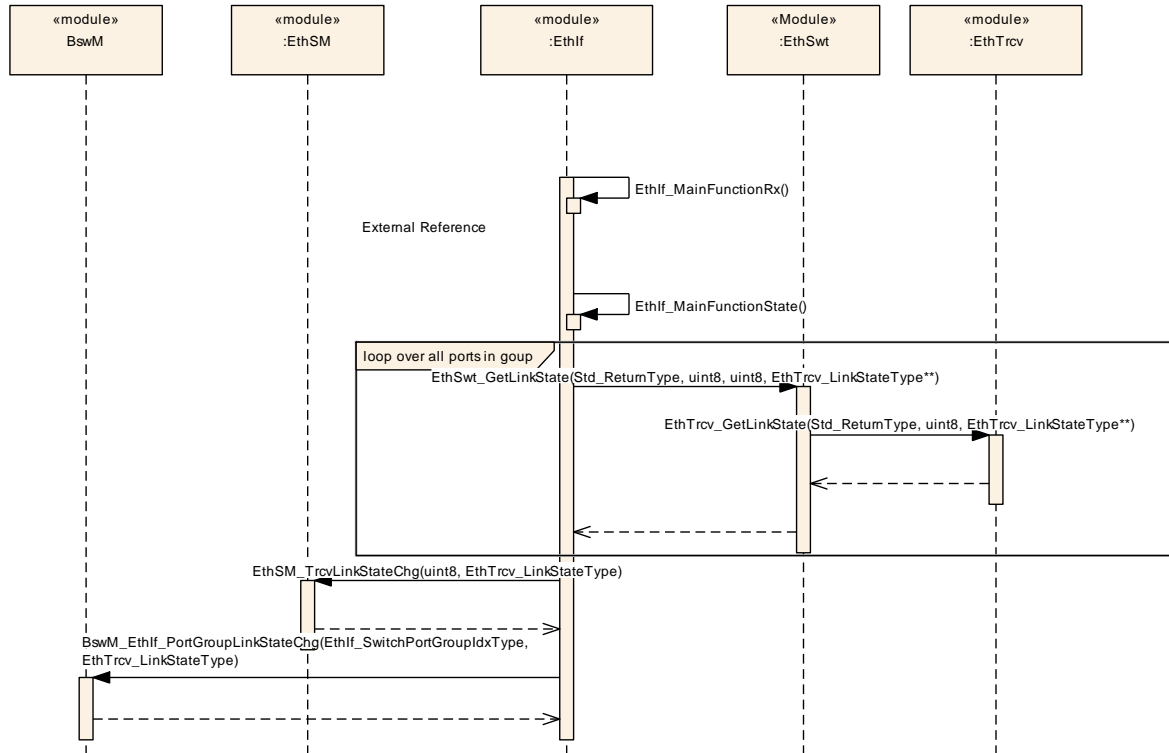 «module»
BswM
«module»
:EthSM
«module»
:EthIf
«Module»
:EthSwt
«module»
:EthTrcv
EthIf_MainFunctionRx()
External Reference
EthIf_MainFunctionState()
loop over all ports in goup
EthSwt_GetLinkState(Std_ReturnType, uint8, uint8, EthTrcv_LinkStateType**)
EthTrcv_GetLinkState(Std_ReturnType, uint8, EthTrcv_LinkStateType**)
EthSM_TrcvLinkStateChg(uint8, EthTrcv_LinkStateType)
BswM_EthIf_PortGroupLinkStateChg(EthIf_SwitchPortGroupIdxType,
EthTrcv_LinkStateType)